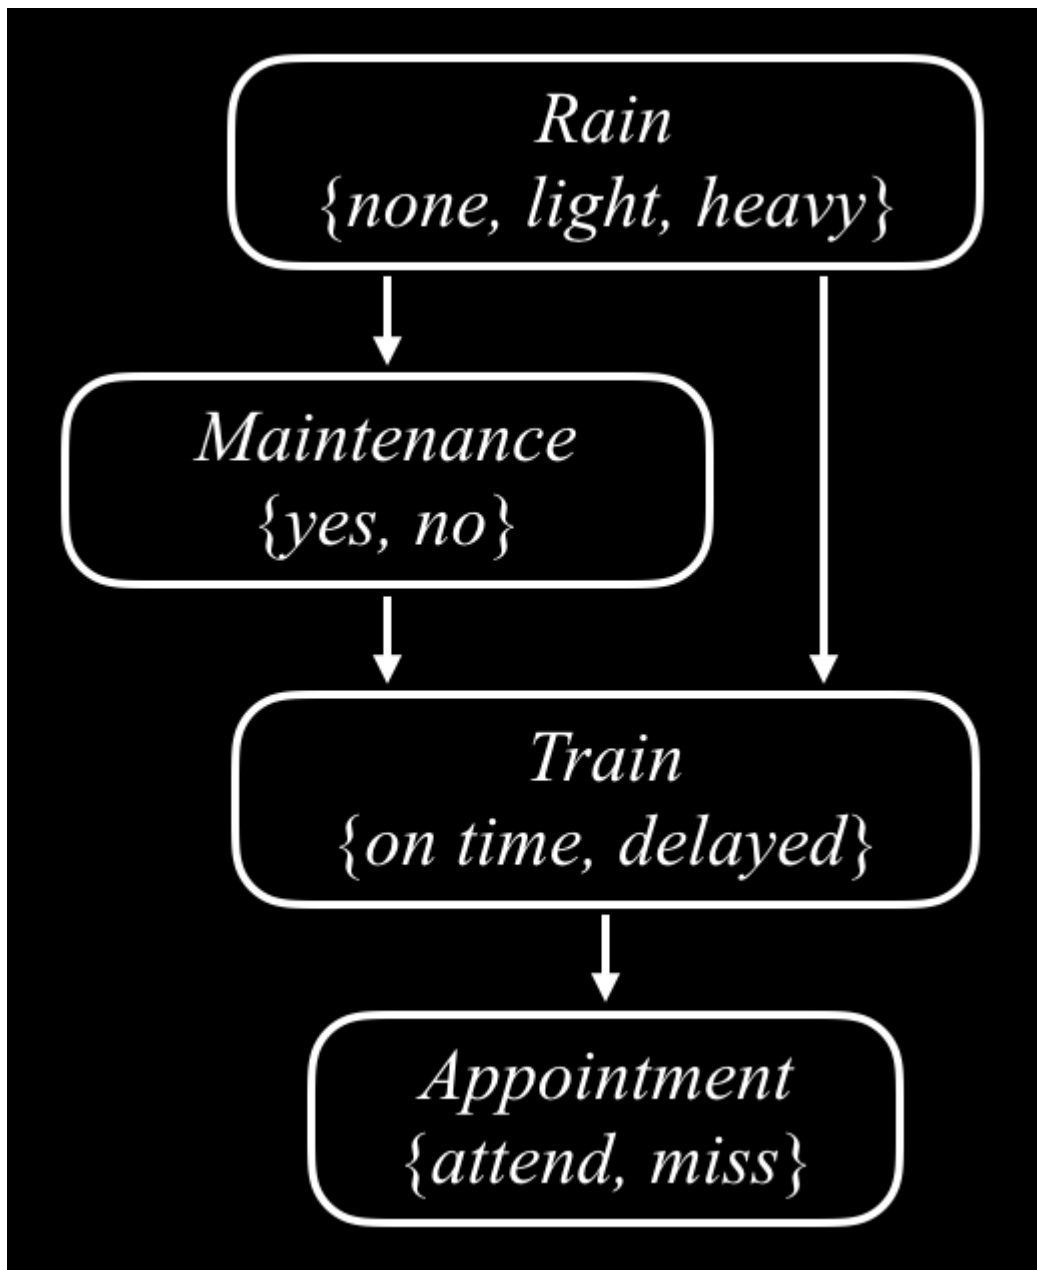 Rain
{none, light, heavy}
Maintenance
{yes, no}
Train
{on time, delayed}
Appointment
{attend, miss}